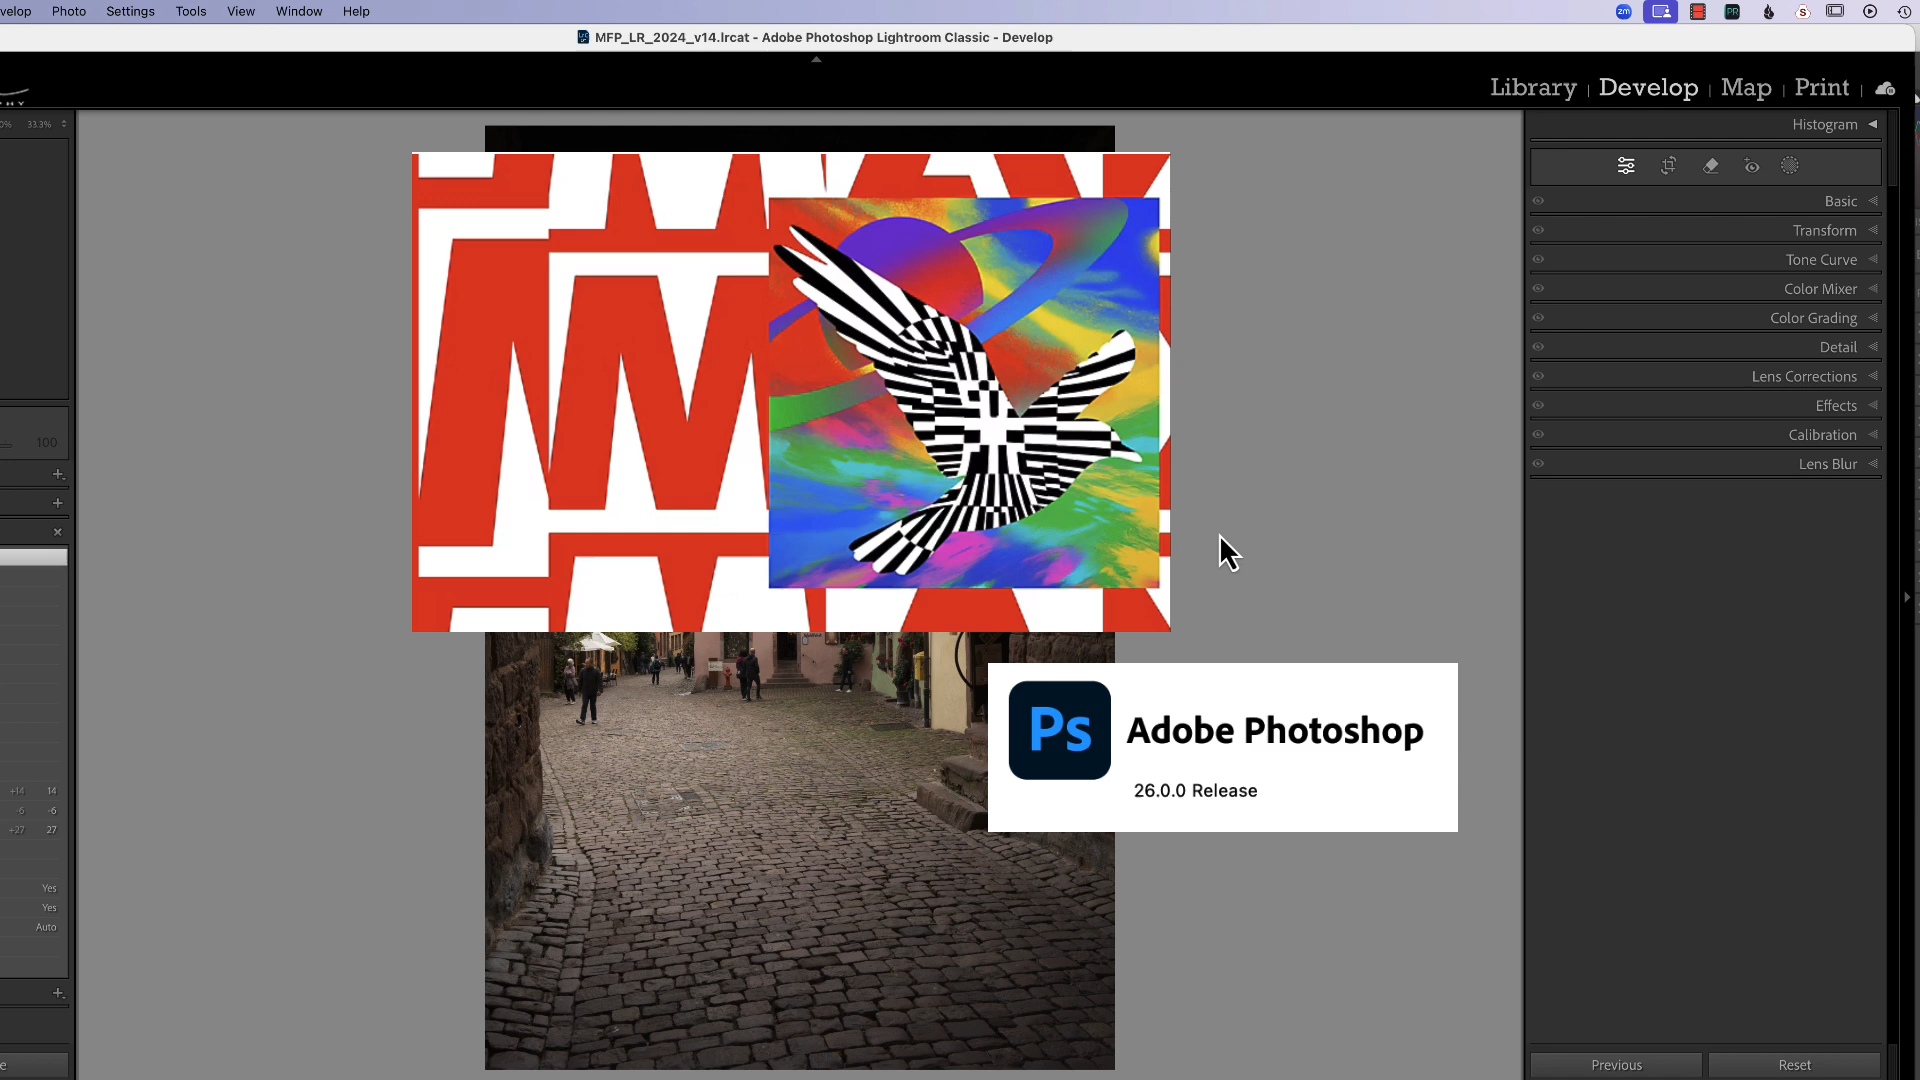 velop Photo Settings Tools View Window Help
zm PR S
MFP_LR_2024_v14.lrcat - Adobe Photoshop Lightroom Classic - Develop
Library | Develop | Map | Print |
33.3%
Histogram
Basic
Transform
Tone Curve
Color Mixer
Color Grading
Detail
Lens Corrections
Effects
Calibration
Lens Blur
100
Ps Adobe Photoshop
26.0.0 Release
+14 14
-6 -6
+27 27
Yes
Yes
Auto
Previous Reset